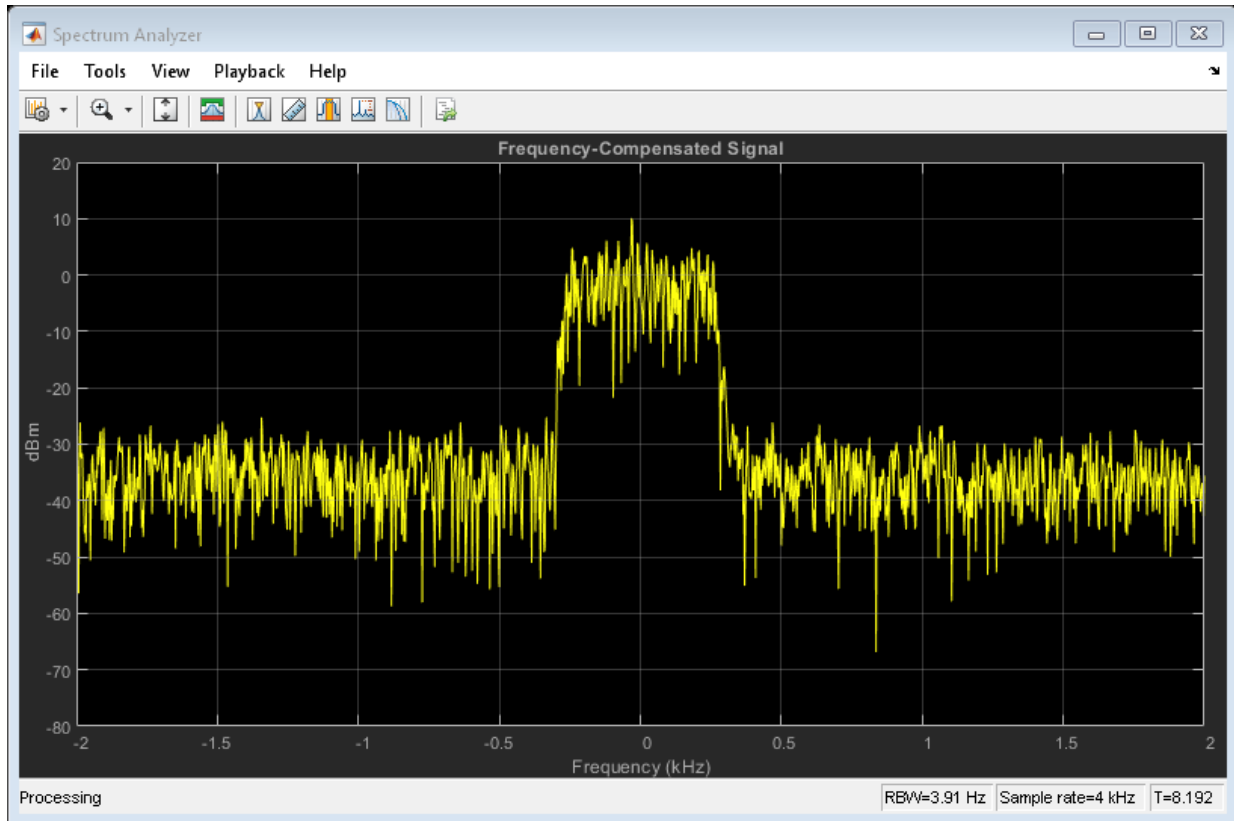 Spectrum Analyzer
File Tools View Playback Help
Frequency-Compensated Signal
20
10
0
-10
-20
-30
-40
-50
-60
-70
-80
dBm
-2 -1.5 -1 -0.5 0 0.5 1 1.5 2
Frequency (kHz)
Processing RBW=3.91 Hz Sample rate=4 kHz T=8.192